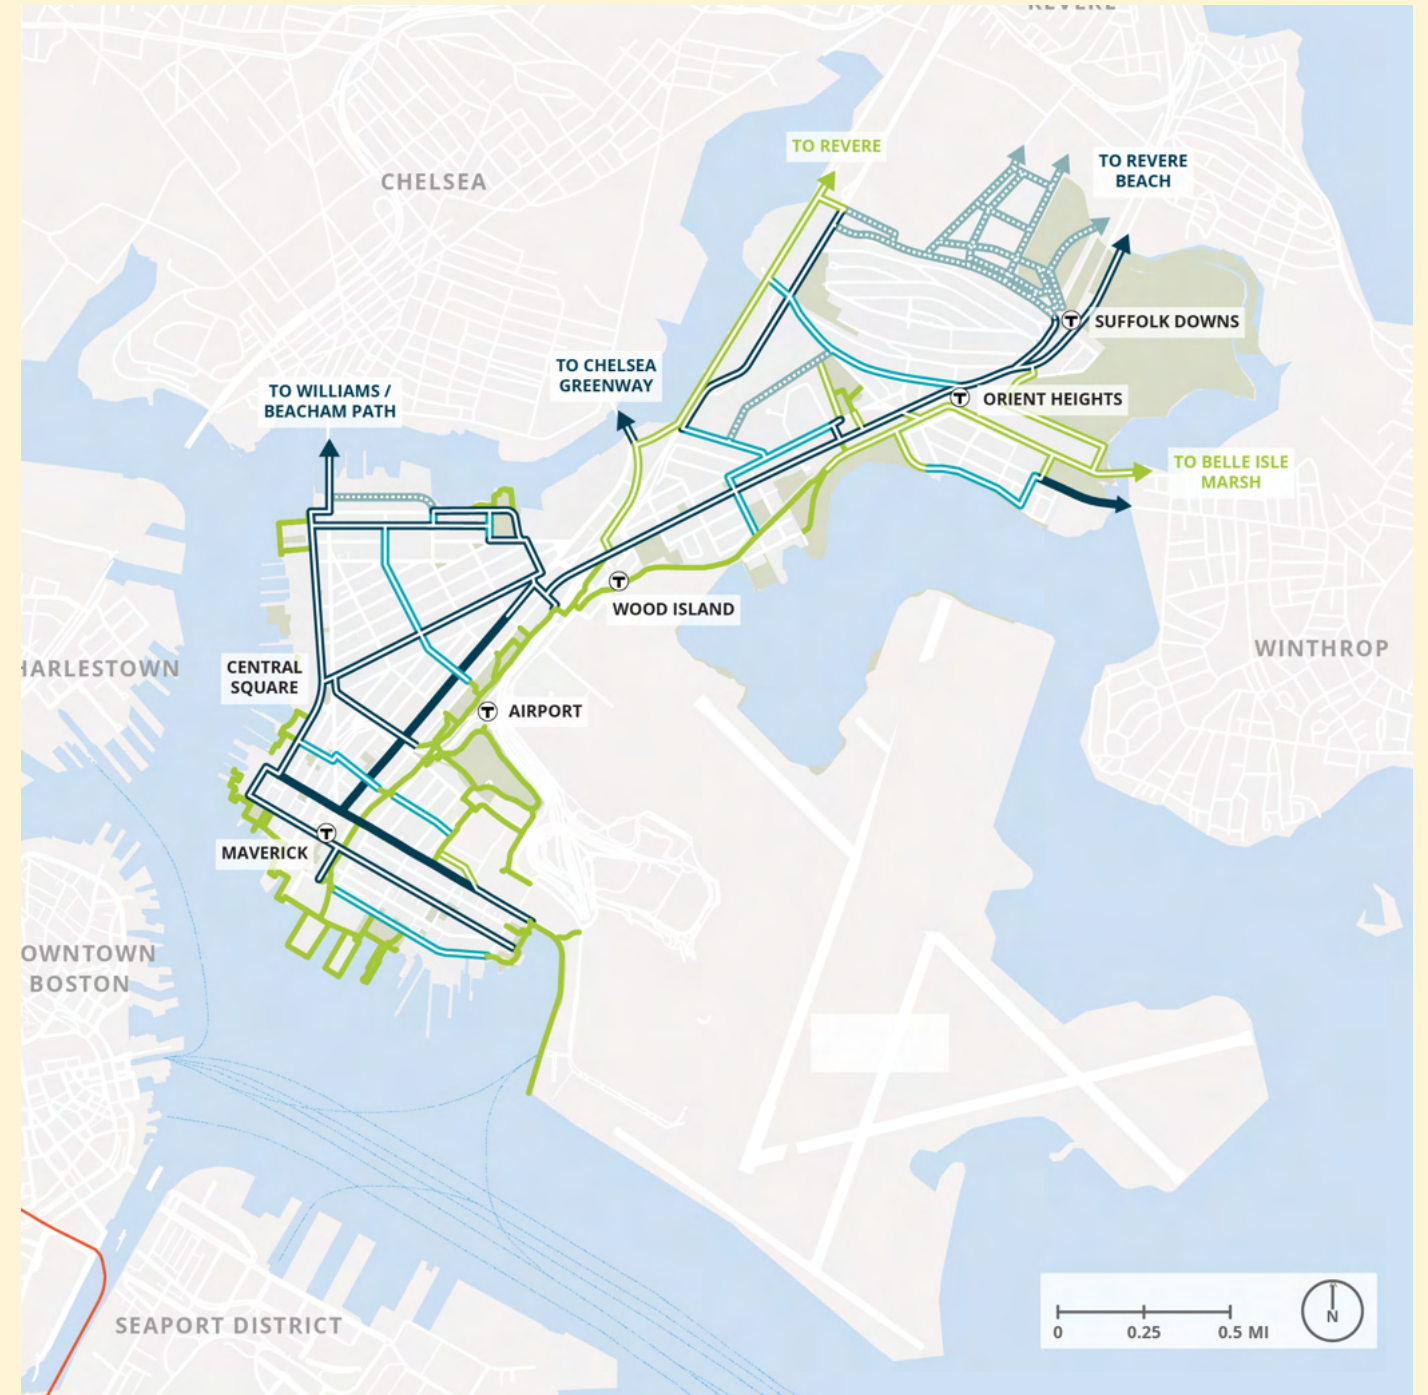 CHELSEA
TO REVERE
TO REVERE
BEACH
SUFFOLK DOWNS
TO CHELSEA
GREENWAY
TO WILLIAMS /
BEACHAM PATH
T
ORIENT HEIGHTS
TO BELLE ISLE
MARSH
T
WOOD ISLAND
WINTHROP
HARLESTOWN
CENTRAL
SQUARE
T
AIRPORT
T
MAVERICK
T
OWNTOWN
BOSTON
SEAPORT DISTRICT
0 0.25 0.5 MI
N